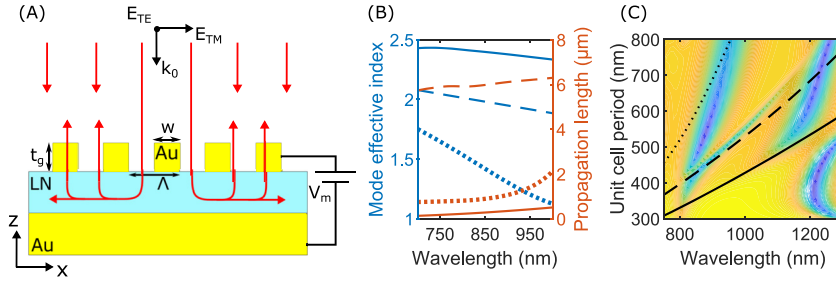 (A)
E_TE
E_TM
k_0
w
t_g
Au
LN
Λ
V_m
Au
z
x
(B)
Mode effective index
2.5
2
1.5
1
8
6
4
2
0
Propagation length (μm)
750
850
950
Wavelength (nm)
(C)
Unit cell period (nm)
800
700
600
500
400
300
800
1000
1200
Wavelength (nm)